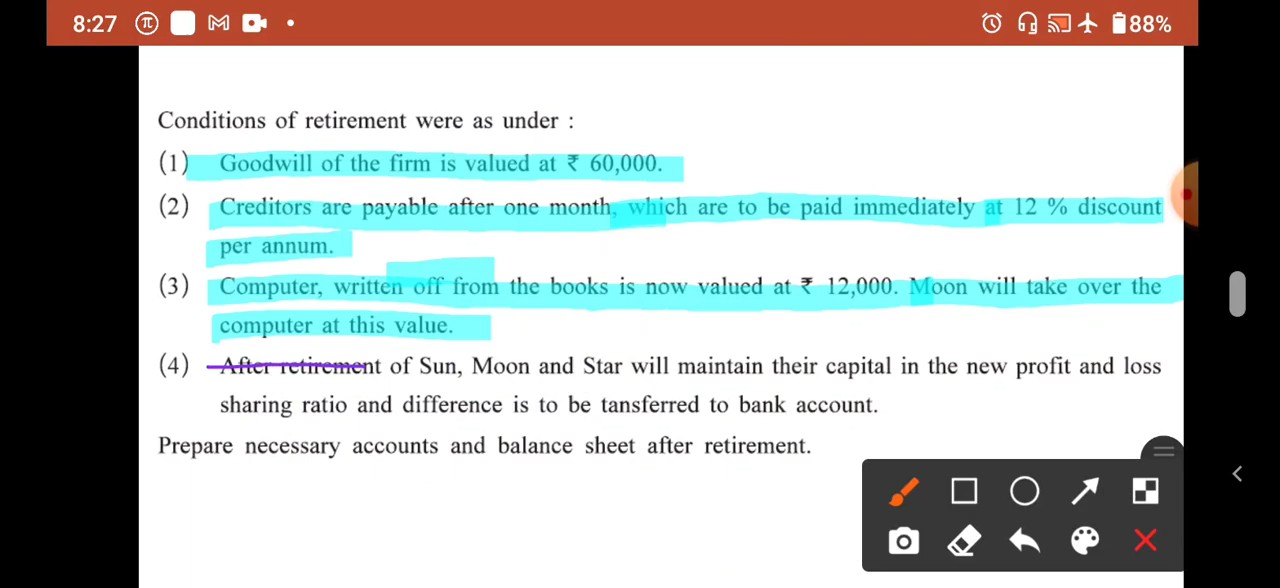 8:27
88%
Conditions of retirement were as under :
(1) Goodwill of the firm is valued at ₹ 60,000.
(2) Creditors are payable after one month, which are to be paid immediately at 12 % discount
per annum.
(3) Computer, written off from the books is now valued at ₹ 12,000. Moon will take over the
computer at this value.
(4) After retirement of Sun, Moon and Star will maintain their capital in the new profit and loss
sharing ratio and difference is to be tansferred to bank account.
Prepare necessary accounts and balance sheet after retirement.